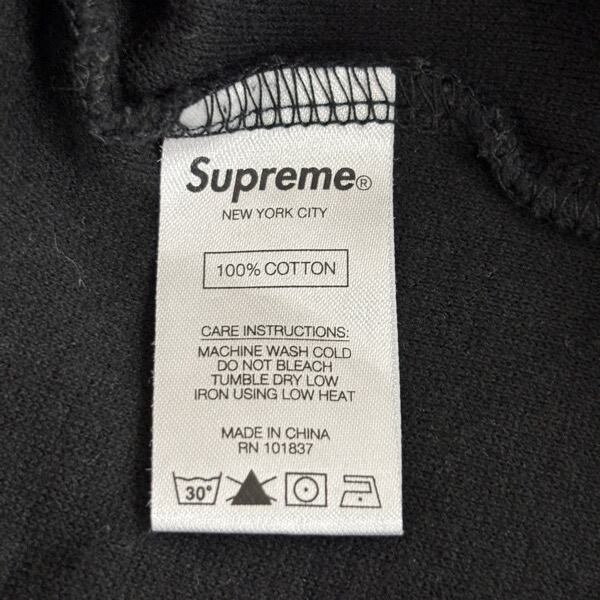 Supreme®
NEW YORK CITY
100% COTTON
CARE INSTRUCTIONS:
MACHINE WASH COLD
DO NOT BLEACH
TUMBLE DRY LOW
IRON USING LOW HEAT
MADE IN CHINA
RN 101837
30°